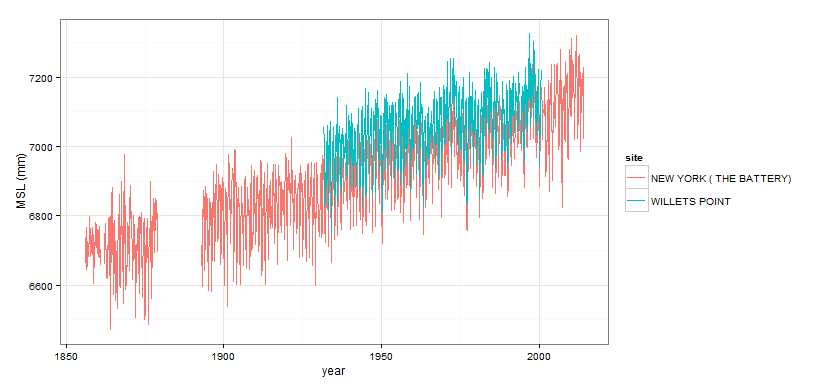 7200
7000
6800
6600
MSL (mm)
1850 1900 1950 2000
year
site
NEW YORK ( THE BATTERY)
WILLETS POINT